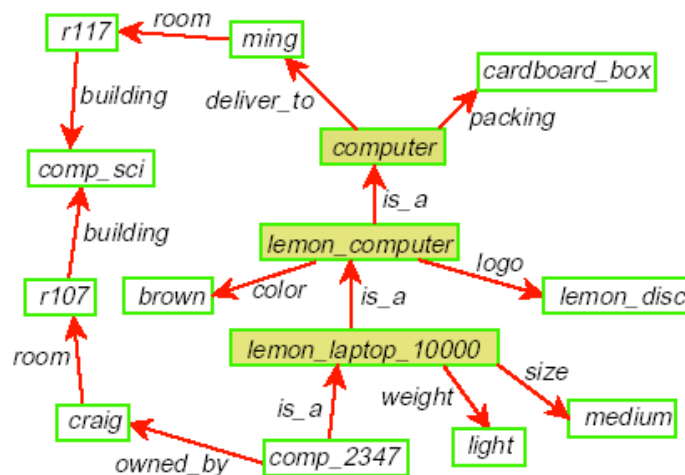 room
r117
ming
cardboard_box
building
deliver_to
packing
computer
comp_sci
is_a
building
lemon_computer
logo
r107
brown
color
is_a
lemon_disc
lemon_laptop_10000
room
size
is_a
weight
craig
medium
light
owned_by
comp_2347